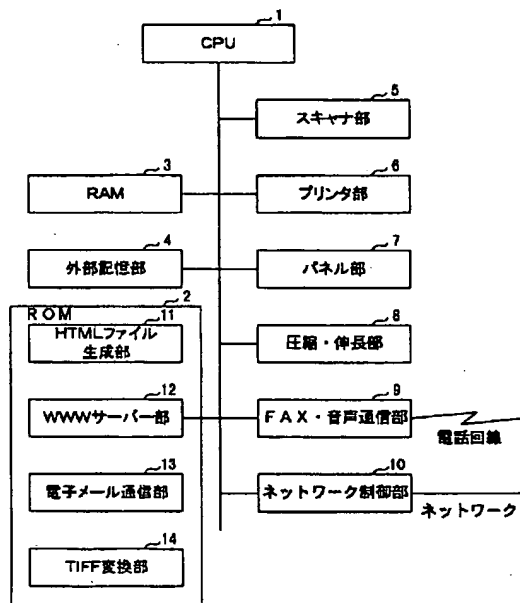 1
CPU
5
スキャナ部
3
RAM
6
プリンタ部
4
外部記憶部
7
パネル部
2
ROM
11
HTMLファイル
生成部
8
圧縮・伸長部
12
WWWサーバー部
9
FAX・音声通信部
電話回線
13
電子メール通信部
10
ネットワーク制御部
ネットワーク
14
TIFF変換部